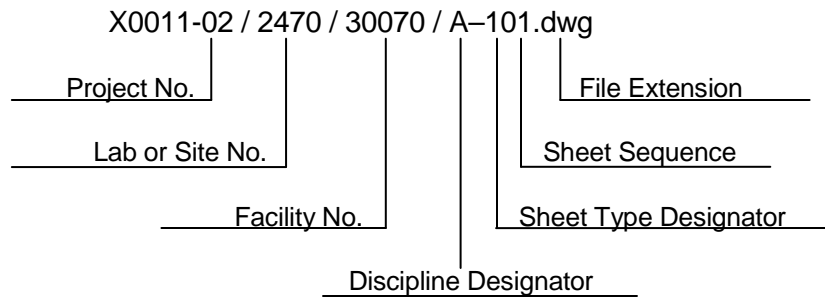 X0011-02 / 2470 / 30070 / A–101.dwg
Project No.
File Extension
Lab or Site No.
Sheet Sequence
Facility No.
Sheet Type Designator
Discipline Designator